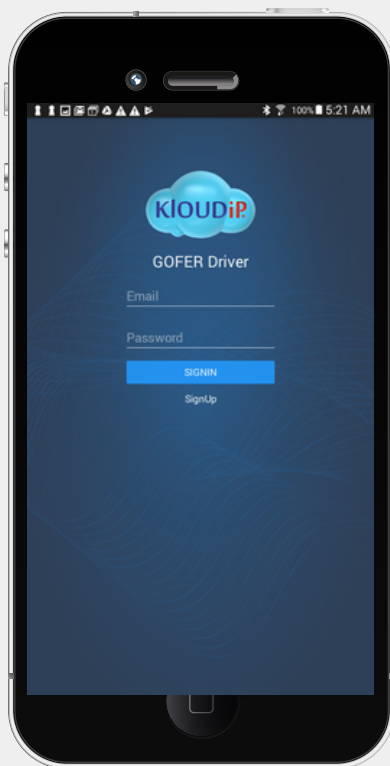 100% 5:21 AM
KlOUDiP.
GOFER Driver
Email
Password
SIGNIN
SignUp